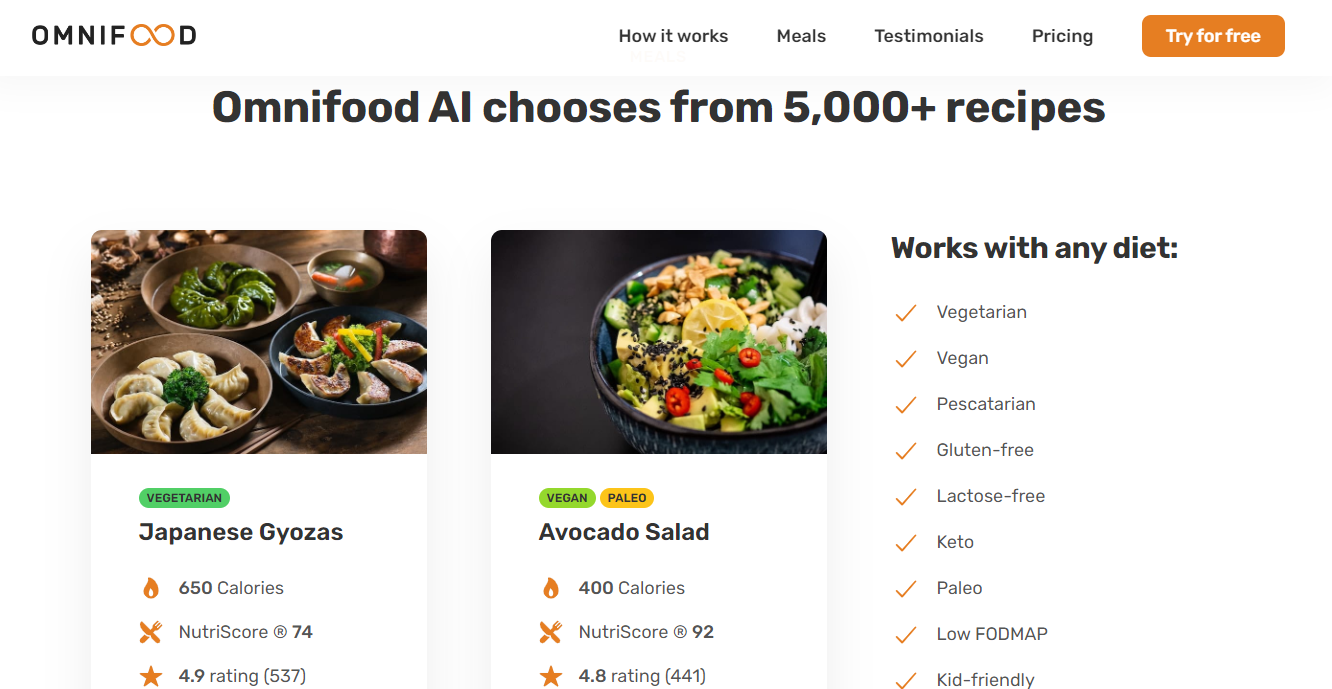 OMNIFOOD
How it works
Meals
Testimonials
Pricing
Try for free
MEALS
Omnifood AI chooses from 5,000+ recipes
VEGETARIAN
Japanese Gyozas
650 Calories
NutriScore ® 74
4.9 rating (537)
VEGAN
PALEO
Avocado Salad
400 Calories
NutriScore ® 92
4.8 rating (441)
Works with any diet:
Vegetarian
Vegan
Pescatarian
Gluten-free
Lactose-free
Keto
Paleo
Low FODMAP
Kid-friendly